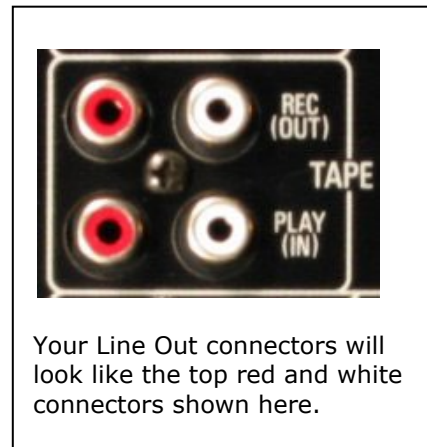 REC
(OUT)
TAPE
PLAY
(IN)
Your Line Out connectors will
look like the top red and white
connectors shown here.